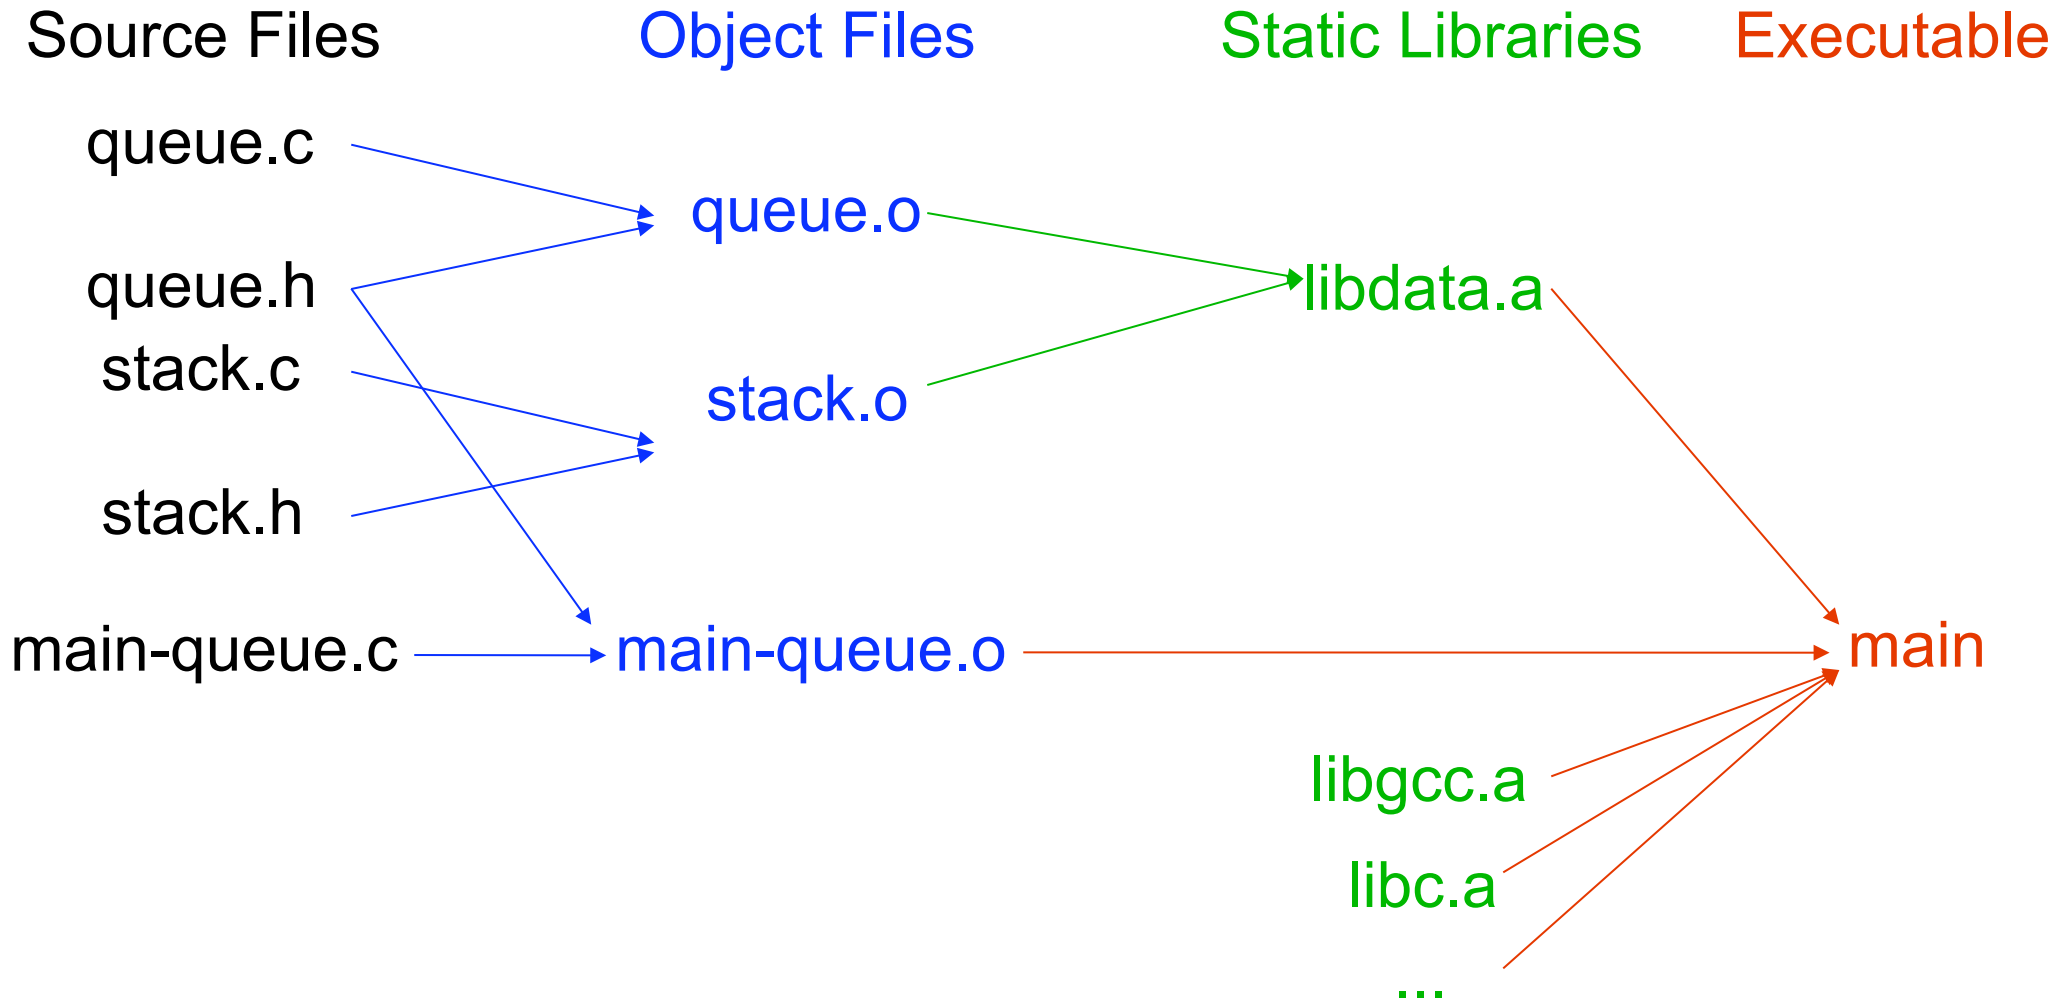 Source Files
Object Files
Static Libraries
Executable
queue.c
queue.o
queue.h
libdata.a
stack.c
stack.o
stack.h
main-queue.c
main-queue.o
main
libgcc.a
libc.a
...